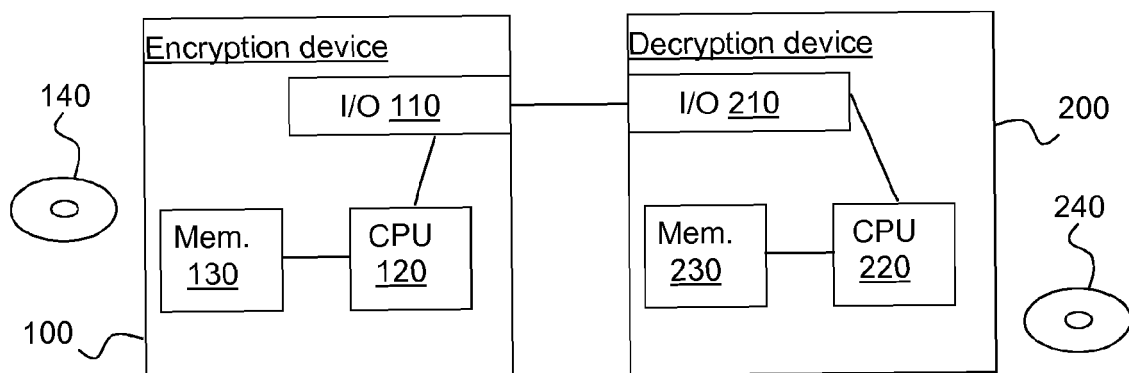 Encryption device
Decryption device
140
I/O 110
I/O 210
200
Mem.
130
CPU
120
Mem.
230
CPU
220
240
100